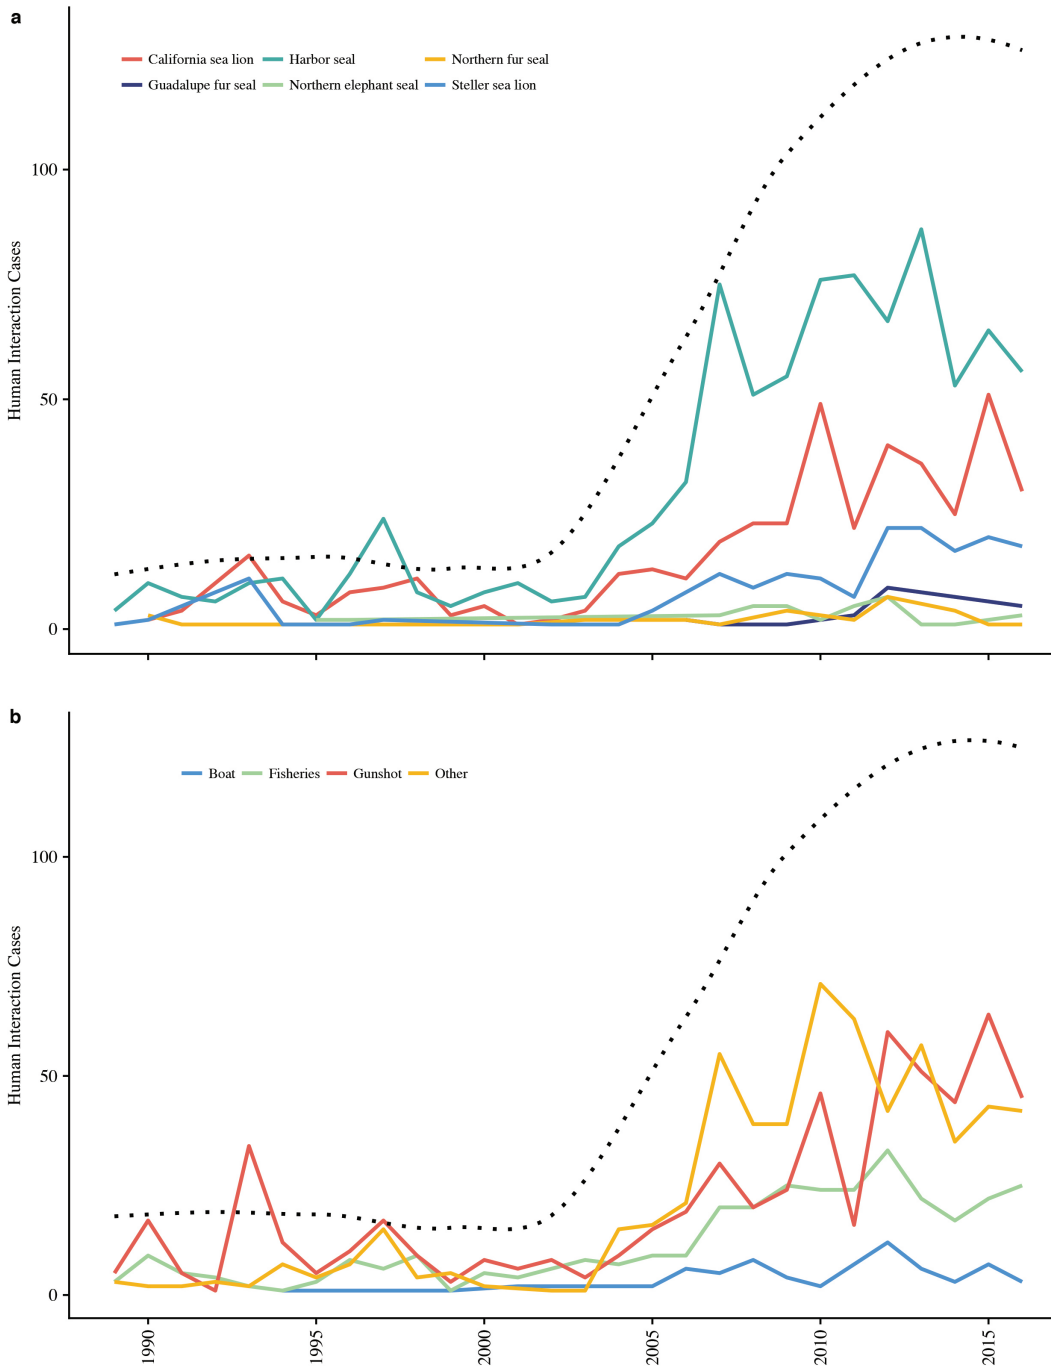 a
California sea lion Harbor seal Northern fur seal
Guadalupe fur seal Northern elephant seal Steller sea lion
Human Interaction Cases
100
50
0
b
Boat Fisheries Gunshot Other
Human Interaction Cases
100
50
0
1990 1995 2000 2005 2010 2015